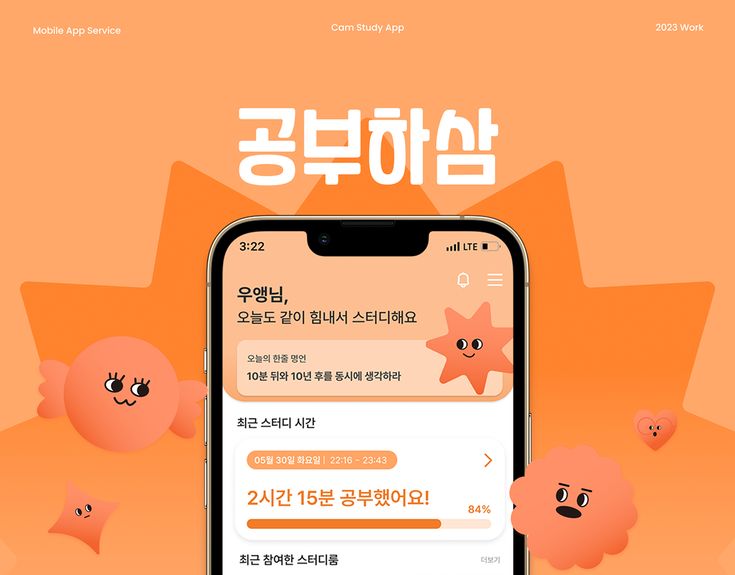 Mobile App Service
Cam Study App
2023 Work
공부하삼
3:22
LTE
우앵님,
오늘도 같이 힘내서 스터디해요
오늘의 한줄 명언
10분 뒤와 10년 후를 동시에 생각하라
최근 스터디 시간
05월 30일 화요일 | 22:16 - 23:43
2시간 15분 공부했어요!
84%
최근 참여한 스터디룸
더보기